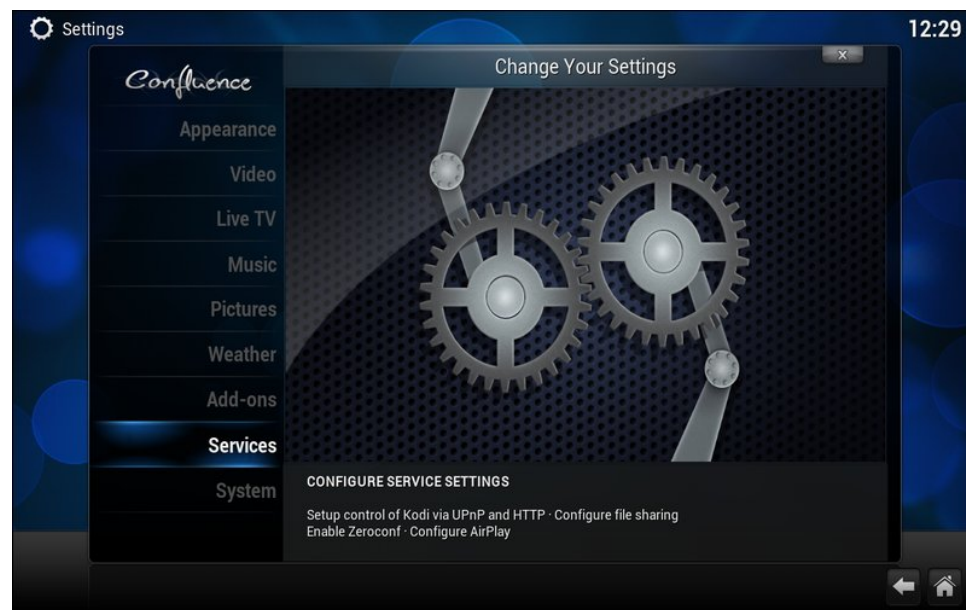 Settings
12:29
Confluence
Change Your Settings
x
Appearance
Video
Live TV
Music
Pictures
Weather
Add-ons
Services
System
CONFIGURE SERVICE SETTINGS
Setup control of Kodi via UPnP and HTTP · Configure file sharing
Enable Zeroconf · Configure AirPlay